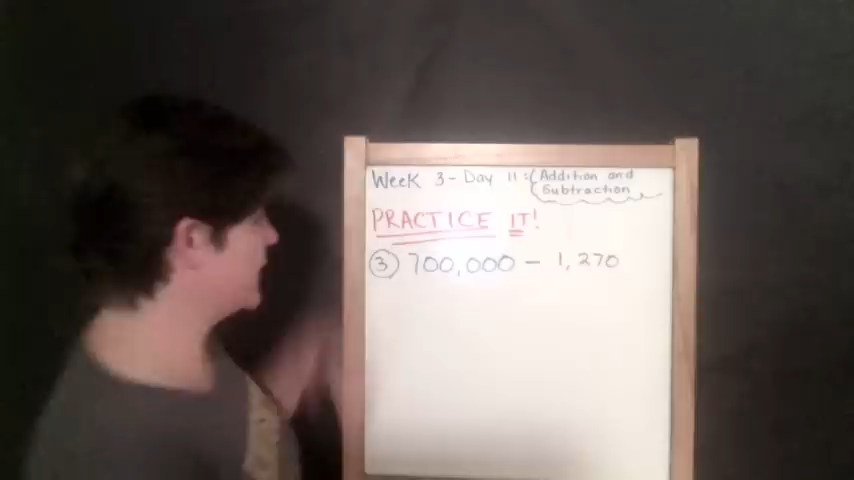 Week 3-Day 11: Addition and
Subtraction
PRACTICE IT!
3 700,000 - 1,270